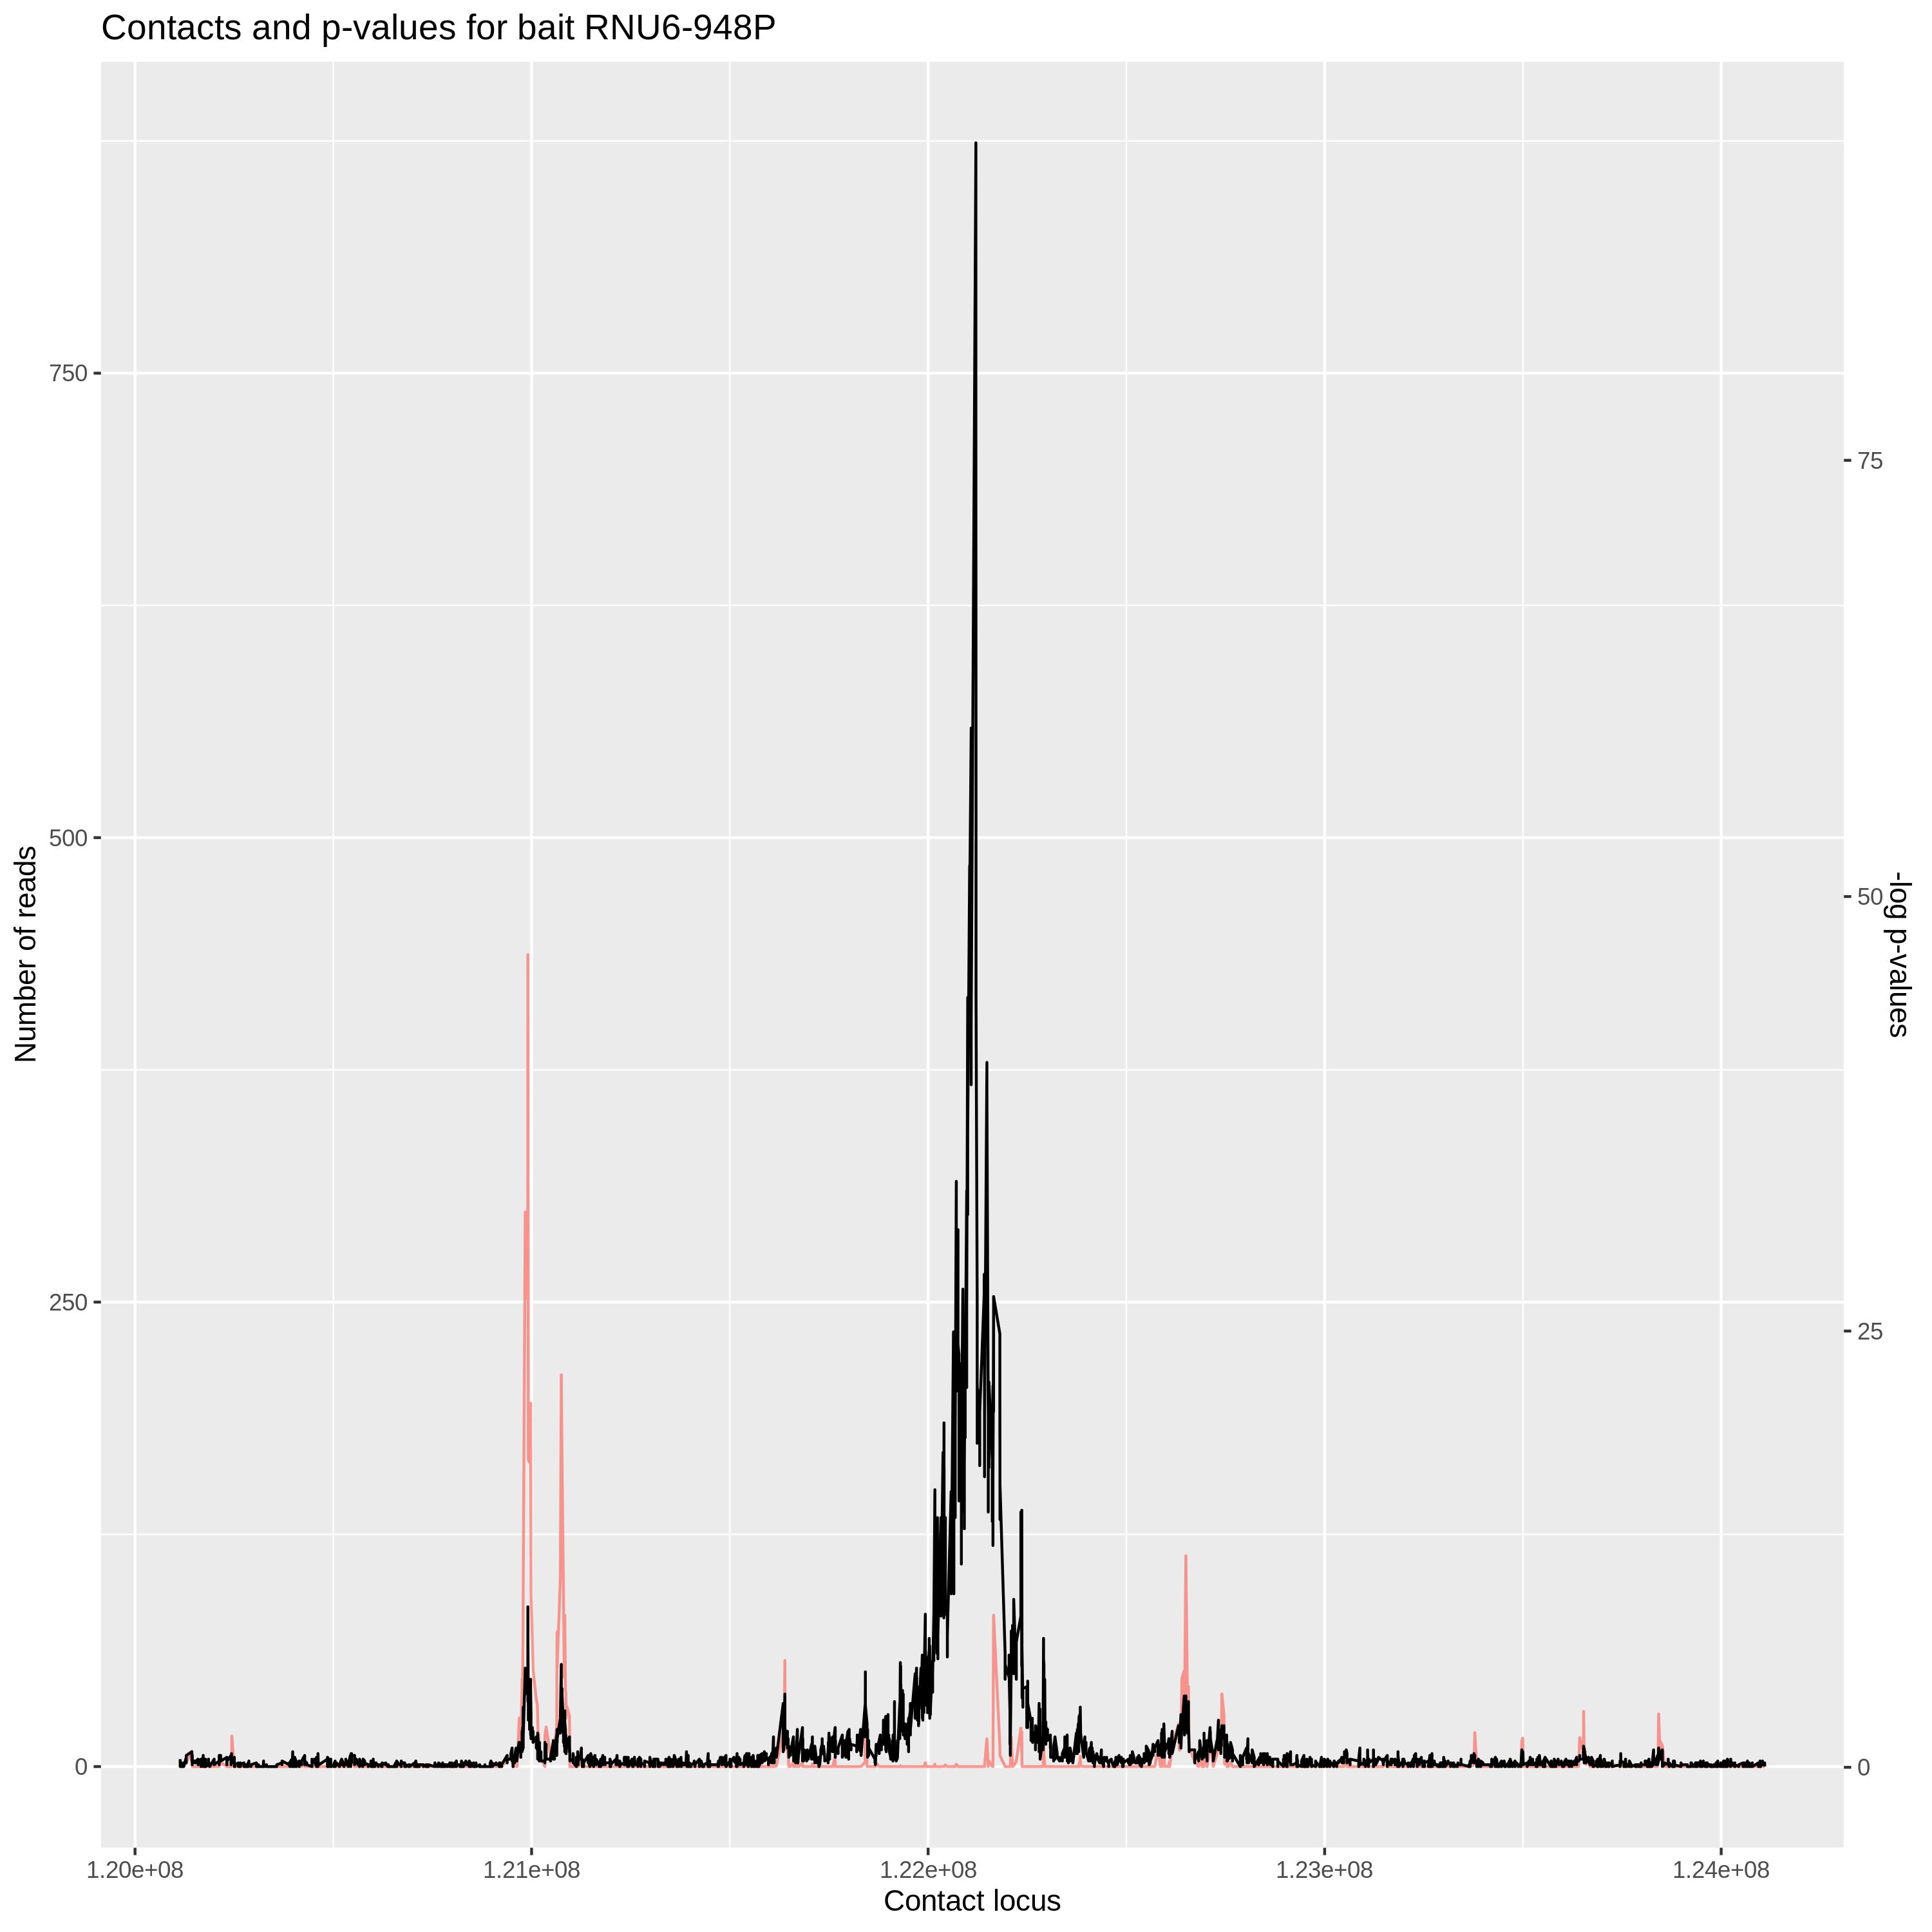 Contacts and p-values for bait RNU6-948P
Number of reads
750
500
250
0
75
50
25
0
-log p-values
1.20e+08 1.21e+08 1.22e+08 1.23e+08 1.24e+08
Contact locus